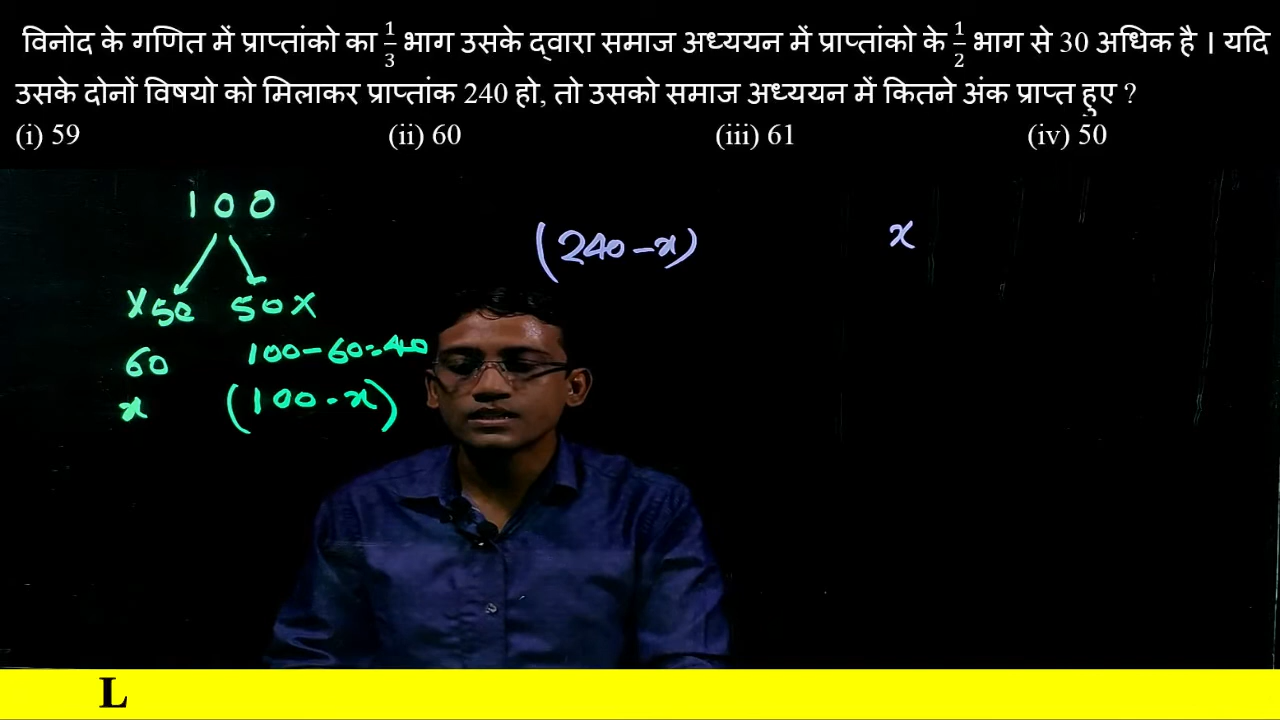 विनोद के गणित में प्राप्तांको का 1/3 भाग उसके द्वारा समाज अध्ययन में प्राप्तांको के 1/2 भाग से 30 अधिक है । यदि
उसके दोनों विषयो को मिलाकर प्राप्तांक 240 हो, तो उसको समाज अध्ययन में कितने अंक प्राप्त हुए ?
(i) 59 (ii) 60 (iii) 61 (iv) 50
100
(240-x) x
x50 50x
60 100-60=40
x (100-x)
L